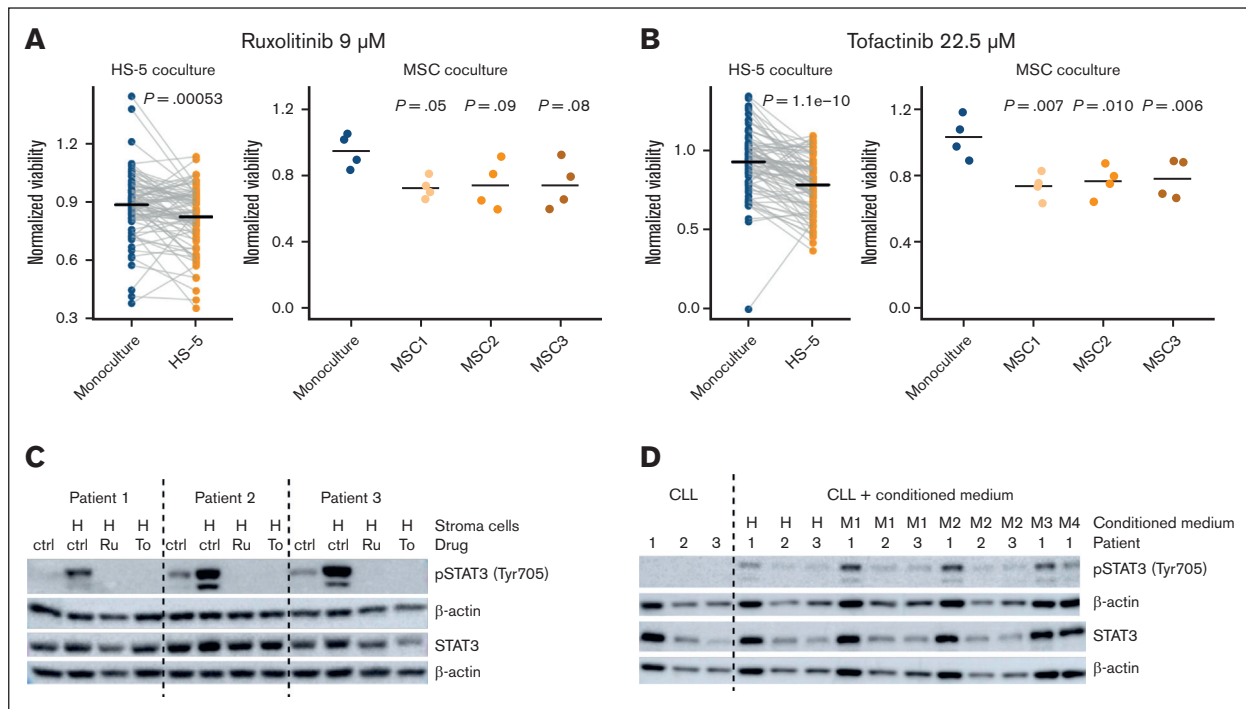 A
Ruxolitinib 9 µM
HS-5 coculture
MSC coculture
P = .00053
P = .05
P = .09
P = .08
Normalized viability
1.2
0.9
0.6
0.3
Monoculture
HS–5
Normalized viability
1.2
0.8
0.4
0.0
Monoculture
MSC1
MSC2
MSC3
B
Tofactinib 22.5 µM
HS-5 coculture
MSC coculture
P = 1.1e–10
P = .007
P = .010
P = .006
Normalized viability
1.0
0.5
0.0
Monoculture
HS–5
Normalized viability
1.2
0.8
0.4
0.0
Monoculture
MSC1
MSC2
MSC3
C
Patient 1 Patient 2 Patient 3
H H H H H H H H H Stroma cells
ctrl ctrl Ru To ctrl ctrl Ru To ctrl ctrl Ru To Drug
pSTAT3 (Tyr705)
β-actin
STAT3
β-actin
D
CLL CLL + conditioned medium
H H H M1 M1 M1 M2 M2 M2 M3 M4 Conditioned medium
1 2 3 1 2 3 1 2 3 1 2 3 1 1 Patient
pSTAT3 (Tyr705)
β-actin
STAT3
β-actin